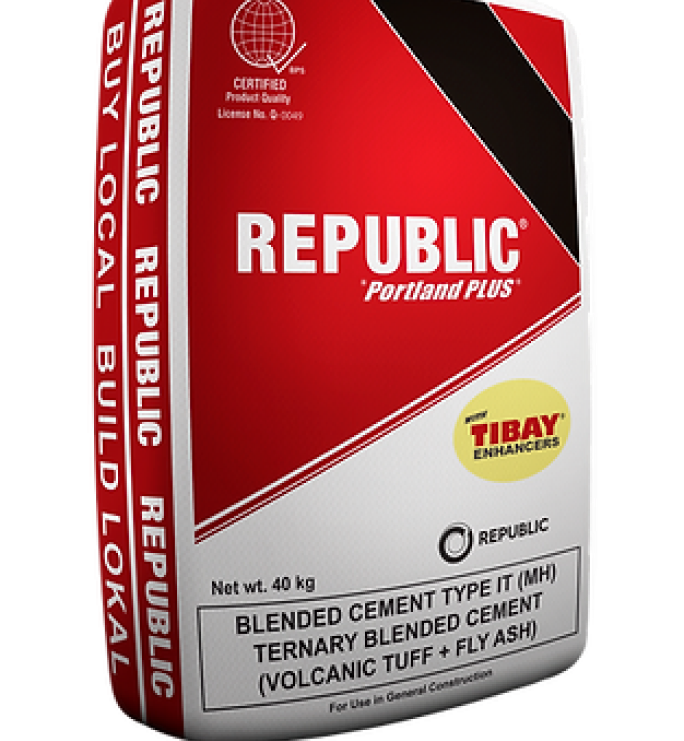 BPS
CERTIFIED
Product Quality
License No. Q-0049
REPUBLIC®
"Portland PLUS"
WITH
TIBAY®
ENHANCERS
REPUBLIC
Net wt. 40 kg
BLENDED CEMENT TYPE IT (MH)
TERNARY BLENDED CEMENT
(VOLCANIC TUFF + FLY ASH)
For Use in General Construction
REPUBLIC REPUBLIC REPUBLIC
BUY LOCAL BUILD LOKAL